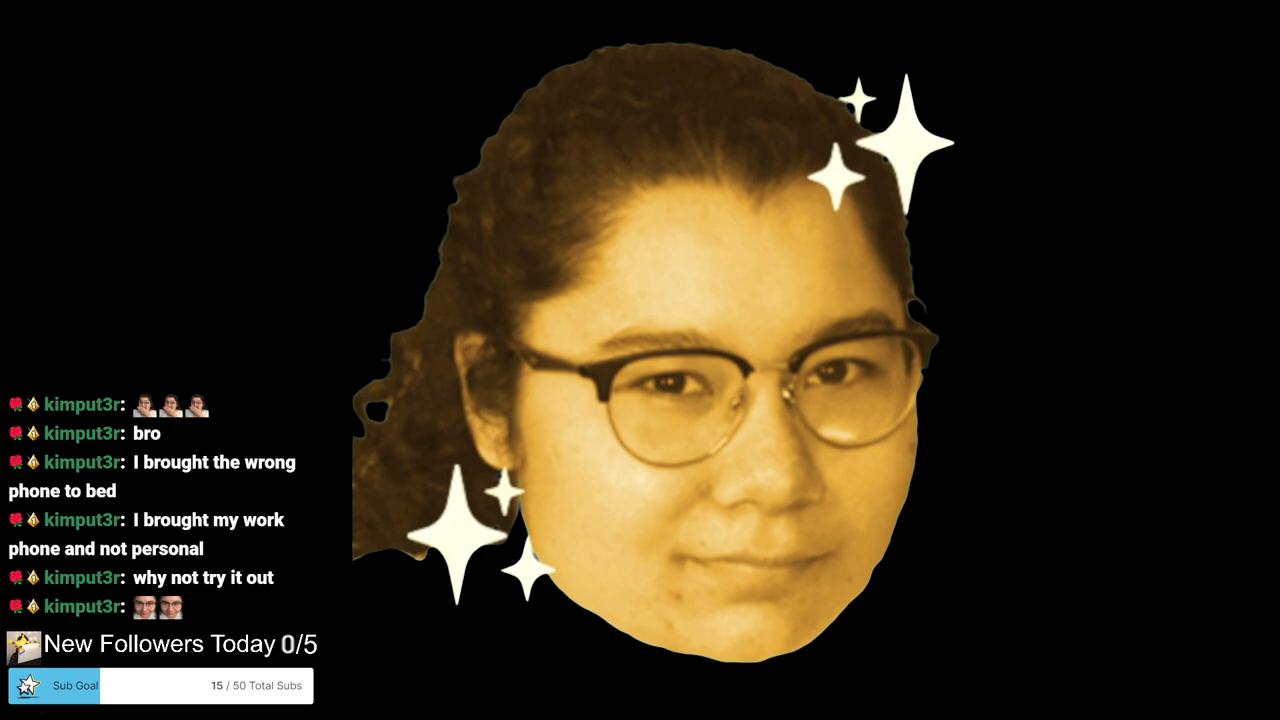 kimput3r:
kimput3r: bro
kimput3r: I brought the wrong
phone to bed
kimput3r: I brought my work
phone and not personal
kimput3r: why not try it out
kimput3r:
New Followers Today 0/5
Sub Goal 15 / 50 Total Subs